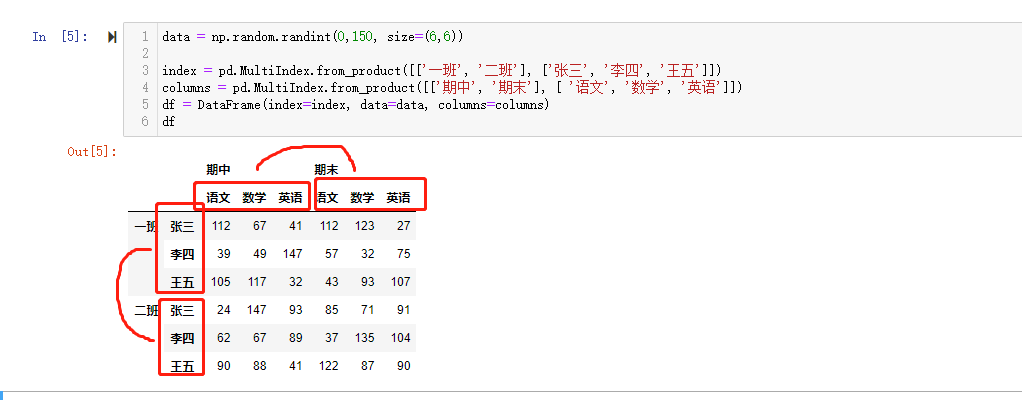 In [5]:
1 data = np.random.randint(0,150, size=(6,6))
2
3 index = pd.MultiIndex.from_product([['一班', '二班'], ['张三', '李四', '王五']])
4 columns = pd.MultiIndex.from_product([['期中', '期末'], [ '语文', '数学', '英语']])
5 df = DataFrame(index=index, data=data, columns=columns)
6 df
Out[5]:
期中 期末
语文 数学 英语 语文 数学 英语
一班 张三 112 67 41 112 123 27
李四 39 49 147 57 32 75
王五 105 117 32 43 93 107
二班 张三 24 147 93 85 71 91
李四 62 67 89 37 135 104
王五 90 88 41 122 87 90